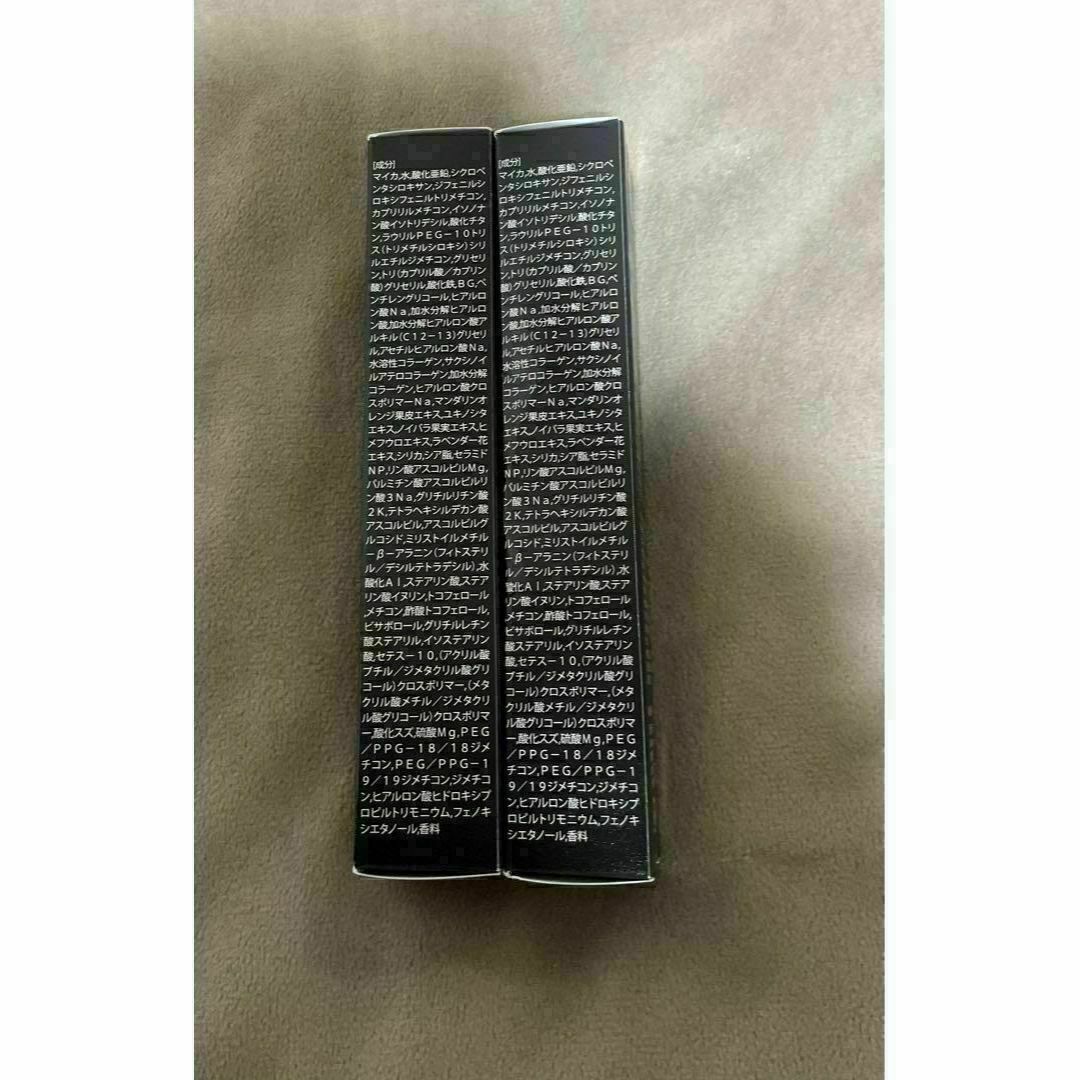 [成分]
マイカ,水,酸化亜鉛,シクロペ
ンタシロキサン,ジフェニルシ
ロキシフェニルトリメチコン,
カプリリルメチコン,イソノナ
ン酸イソトリデシル,酸化チタ
ン,ラウリルPEG－10トリ
ス(トリメチルシロキシ)シリ
ルエチルジメチコン,グリセリ
ン,トリ(カプリル酸／カプリン
酸)グリセリル,酸化鉄,BG,ペ
ンチレングリコール,ヒアルロ
ン酸Na,加水分解ヒアルロ
ン酸,加水分解ヒアルロン酸ア
ルキル(C12－13)グリセリ
ル,アセチルヒアルロン酸Na,
水溶性コラーゲン,サクシノイ
ルアテロコラーゲン,加水分解
コラーゲン,ヒアルロン酸クロ
スポリマーNa,マンダリンオ
レンジ果皮エキス,ユキノシタ
エキス,ノイバラ果実エキス,ヒ
メフウロエキス,ラベンダー花
エキス,シリカ,シア脂,セラミド
NP,リン酸アスコルビルMg,
パルミチン酸アスコルビルリ
ン酸3Na,グリチルリチン酸
2K,テトラヘキシルデカン酸
アスコルビル,アスコルビルグ
ルコシド,ミリストイルメチル
－β－アラニン(フィトステリ
ル／デシルテトラデシル),水
酸化Al,ステアリン酸,ステア
リン酸イヌリン,トコフェロール
,メチコン,酢酸トコフェロール,
ビサボロール,グリチルレチン
酸ステアリル,イソステアリン
酸,セテス－10,(アクリル酸
ブチル／ジメタクリル酸グリ
コール)クロスポリマー,(メタ
クリル酸メチル／ジメタクリ
ル酸グリコール)クロスポリマ
ー,酸化スズ,硫酸Mg,PEG
／PPG－18／18ジメ
チコン,PEG／PPG－1
9／19ジメチコン,ジメチコ
ン,ヒアルロン酸ヒドロキシプ
ロピルトリモニウム,フェノキ
シエタノール,香料
[成分]
マイカ,水,酸化亜鉛,シクロペ
ンタシロキサン,ジフェニルシ
ロキシフェニルトリメチコン,
カプリリルメチコン,イソノナ
ン酸イソトリデシル,酸化チタ
ン,ラウリルPEG－10トリ
ス(トリメチルシロキシ)シリ
ルエチルジメチコン,グリセリ
ン,トリ(カプリル酸／カプリン
酸)グリセリル,酸化鉄,BG,ペ
ンチレングリコール,ヒアルロ
ン酸Na,加水分解ヒアルロ
ン酸,加水分解ヒアルロン酸ア
ルキル(C12－13)グリセリ
ル,アセチルヒアルロン酸Na,
水溶性コラーゲン,サクシノイ
ルアテロコラーゲン,加水分解
コラーゲン,ヒアルロン酸クロ
スポリマーNa,マンダリンオ
レンジ果皮エキス,ユキノシタ
エキス,ノイバラ果実エキス,ヒ
メフウロエキス,ラベンダー花
エキス,シリカ,シア脂,セラミド
NP,リン酸アスコルビルMg,
パルミチン酸アスコルビルリ
ン酸3Na,グリチルリチン酸
2K,テトラヘキシルデカン酸
アスコルビル,アスコルビルグ
ルコシド,ミリストイルメチル
－β－アラニン(フィトステリ
ル／デシルテトラデシル),水
酸化Al,ステアリン酸,ステア
リン酸イヌリン,トコフェロール
,メチコン,酢酸トコフェロール,
ビサボロール,グリチルレチン
酸ステアリル,イソステアリン
酸,セテス－10,(アクリル酸
ブチル／ジメタクリル酸グリ
コール)クロスポリマー,(メタ
クリル酸メチル／ジメタクリ
ル酸グリコール)クロスポリマ
ー,酸化スズ,硫酸Mg,PEG
／PPG－18／18ジメ
チコン,PEG／PPG－1
9／19ジメチコン,ジメチコ
ン,ヒアルロン酸ヒドロキシプ
ロピルトリモニウム,フェノキ
シエタノール,香料